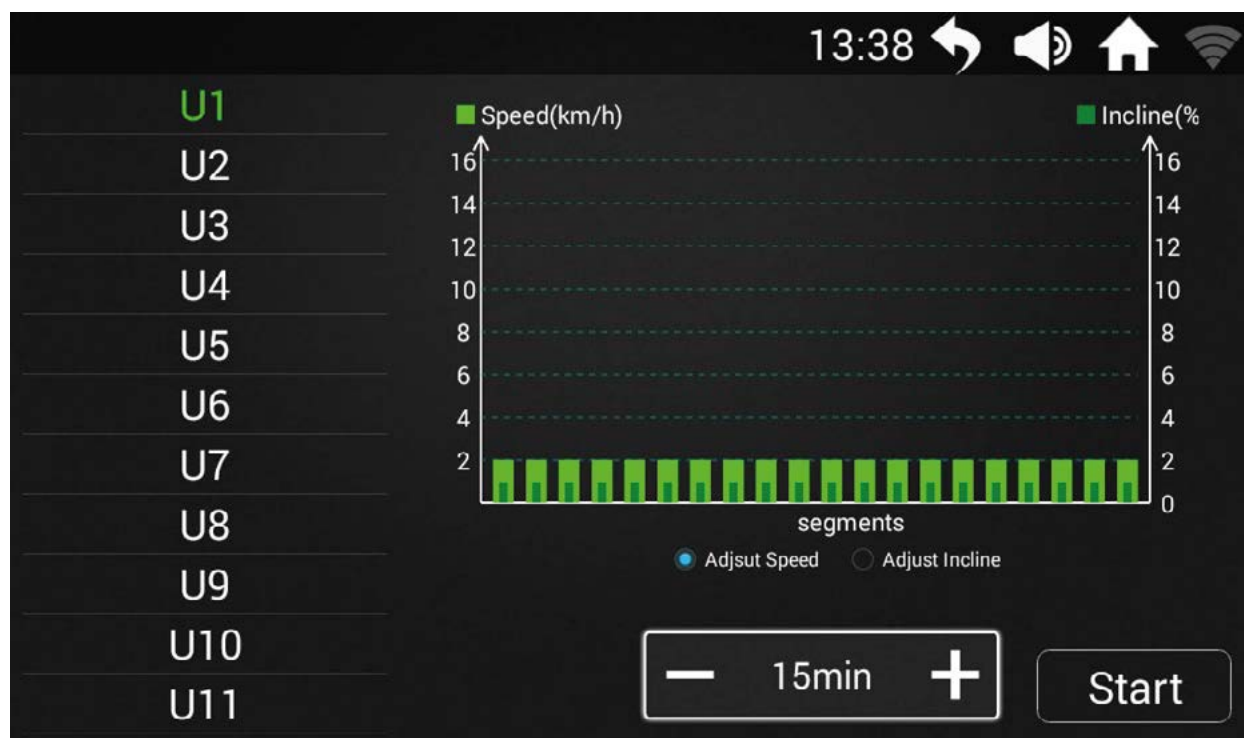 13:38
U1
U2
U3
U4
U5
U6
U7
U8
U9
U10
U11
Speed(km/h)
Incline(%
16 16
14 14
12 12
10 10
8 8
6 6
4 4
2 2
0
segments
Adjsut Speed Adjust Incline
15min
Start